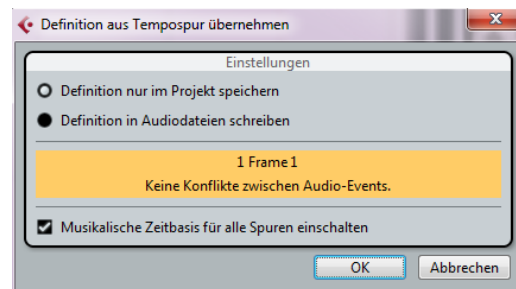 Definition aus Tempospur übernehmen
Einstellungen
Definition nur im Projekt speichern
Definition in Audiodateien schreiben
1 Frame 1
Keine Konflikte zwischen Audio-Events.
Musikalische Zeitbasis für alle Spuren einschalten
OK
Abbrechen